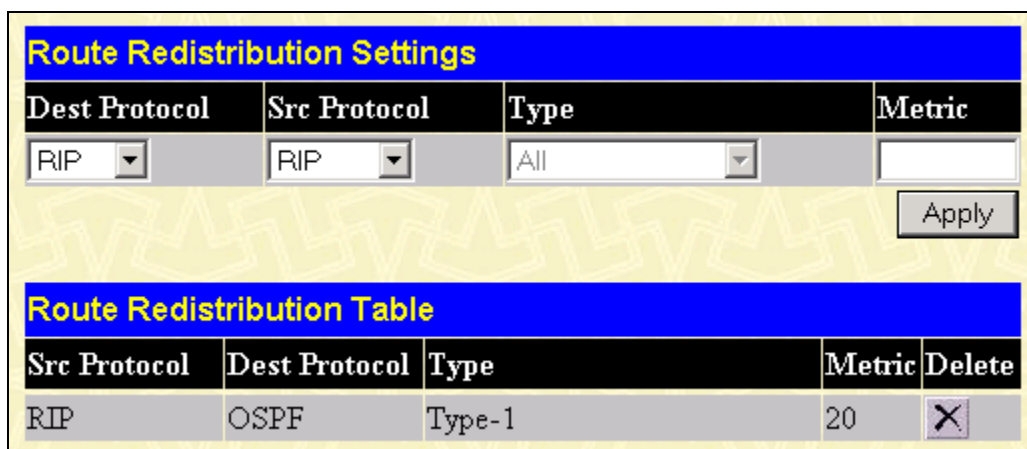 Route Redistribution Settings
Dest Protocol Src Protocol Type Metric
RIP RIP All
Apply
Route Redistribution Table
Src Protocol Dest Protocol Type Metric Delete
RIP OSPF Type-1 20